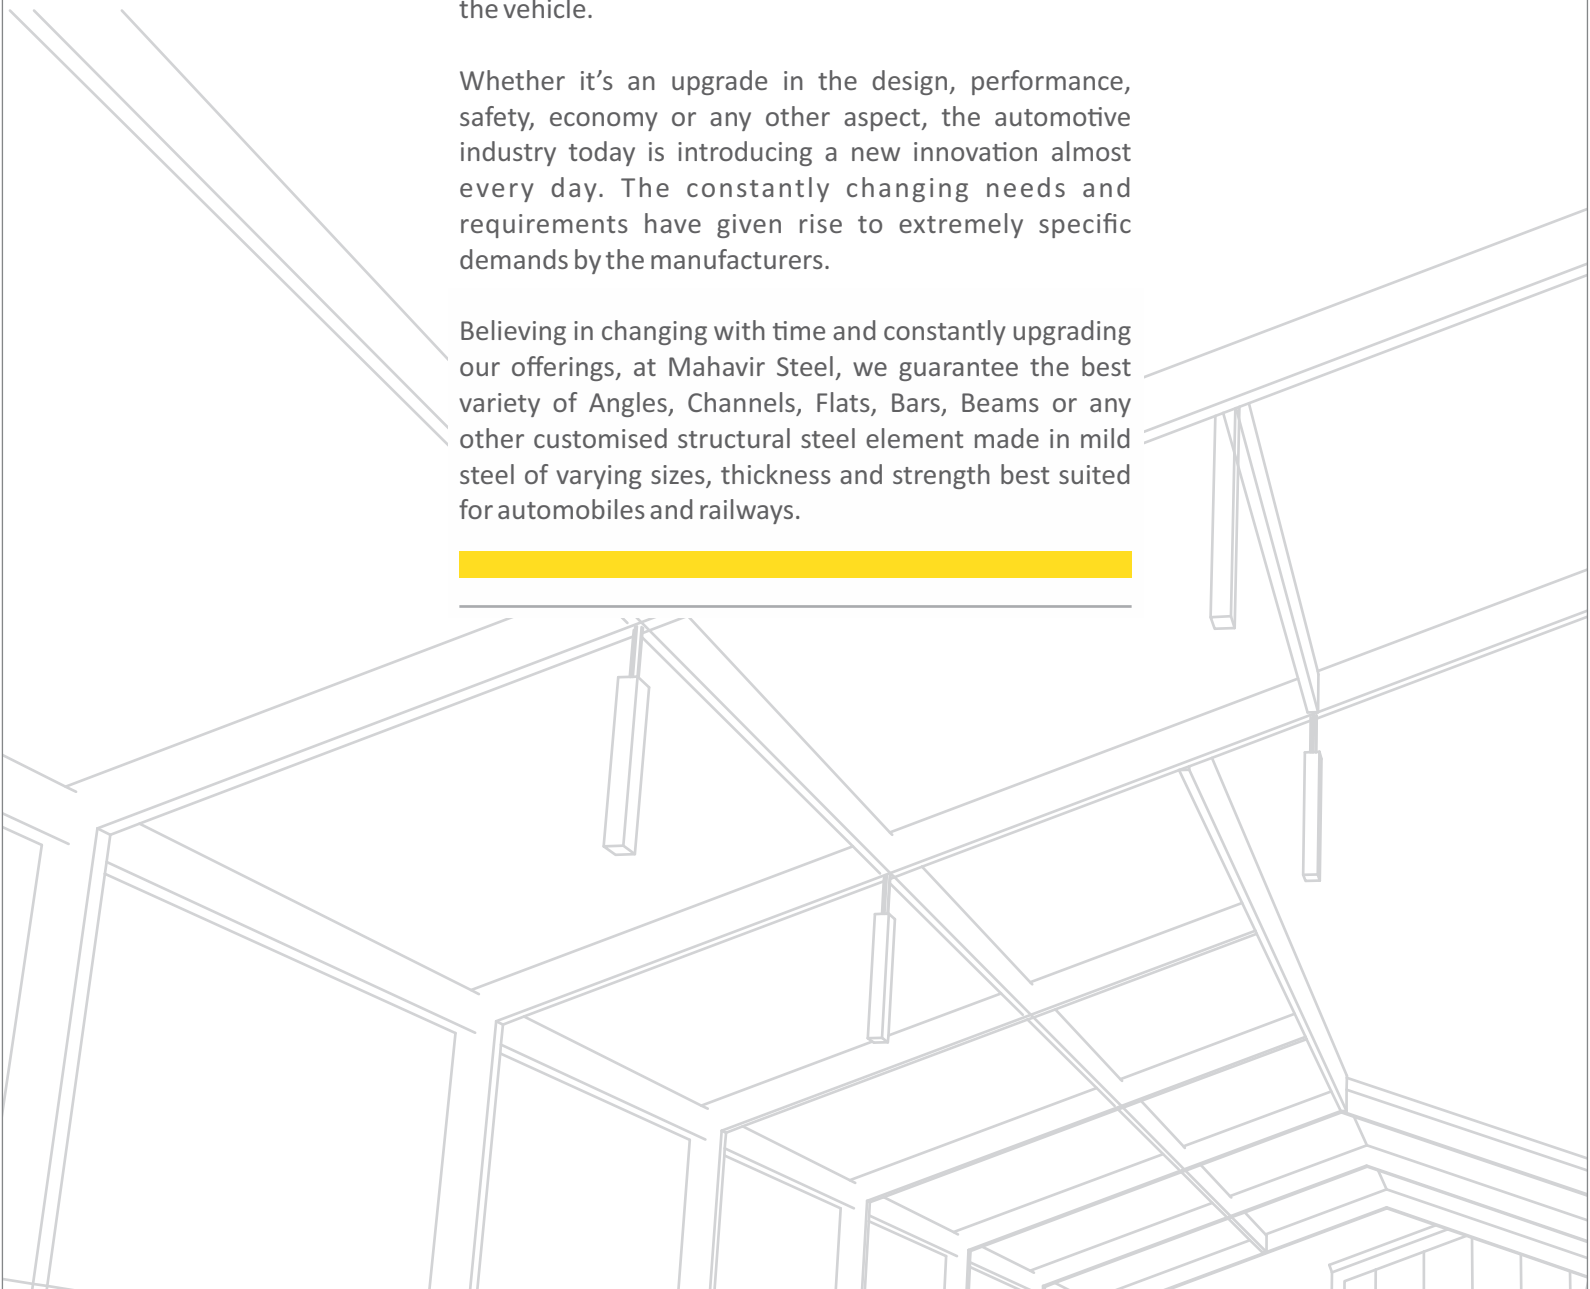 the vehicle.
Whether it’s an upgrade in the design, performance,
safety, economy or any other aspect, the automotive
industry today is introducing a new innovation almost
every day. The constantly changing needs and
requirements have given rise to extremely specific
demands by the manufacturers.
Believing in changing with time and constantly upgrading
our offerings, at Mahavir Steel, we guarantee the best
variety of Angles, Channels, Flats, Bars, Beams or any
other customised structural steel element made in mild
steel of varying sizes, thickness and strength best suited
for automobiles and railways.